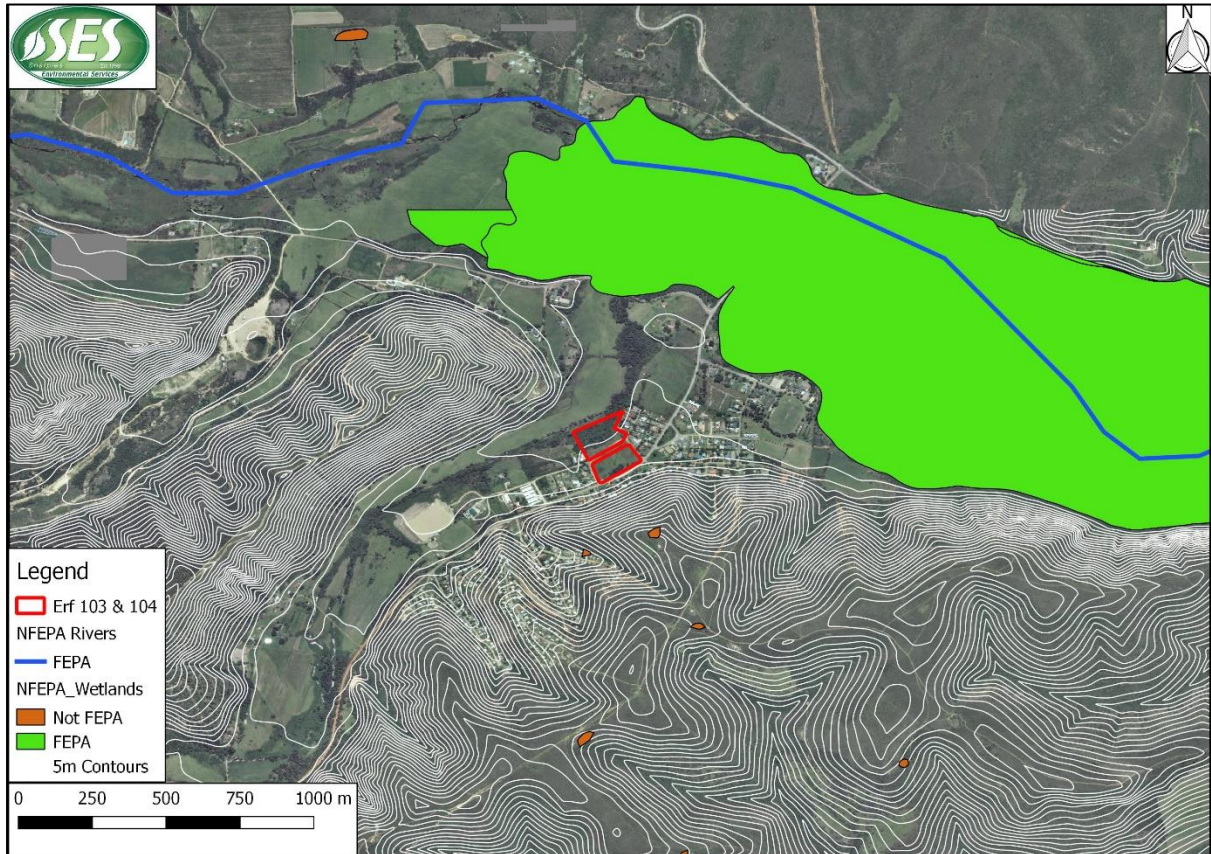 SES
Environmental Services
N
Legend
Erf 103 & 104
NFEPA Rivers
FEPA
NFEPA_Wetlands
Not FEPA
FEPA
5m Contours
0 250 500 750 1000 m